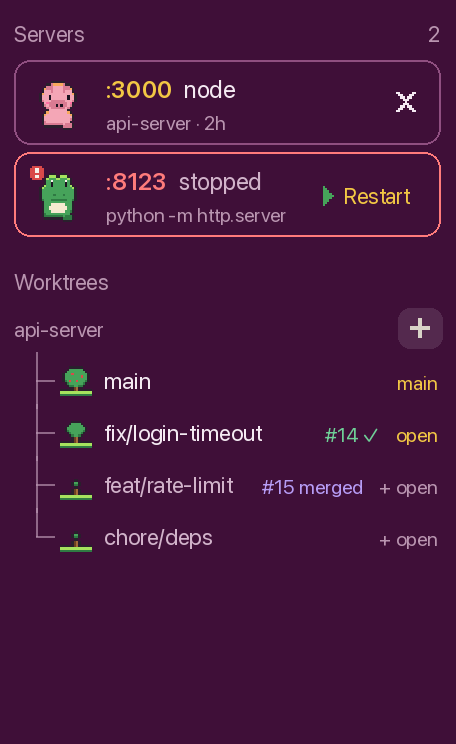 Servers 2
:3000 node
api-server · 2h
:8123 stopped
python -m http.server
Restart
Worktrees
api-server
main main
fix/login-timeout #14 ✓ open
feat/rate-limit #15 merged + open
chore/deps + open